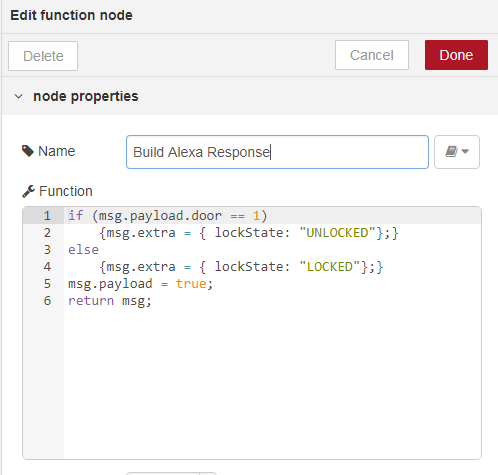 Edit function node
Delete
Cancel
Done
node properties
Name
Build Alexa Response
Function
1 if (msg.payload.door == 1)
2     {msg.extra = { lockState: "UNLOCKED"};}
3 else
4     {msg.extra = { lockState: "LOCKED"};}
5 msg.payload = true;
6 return msg;